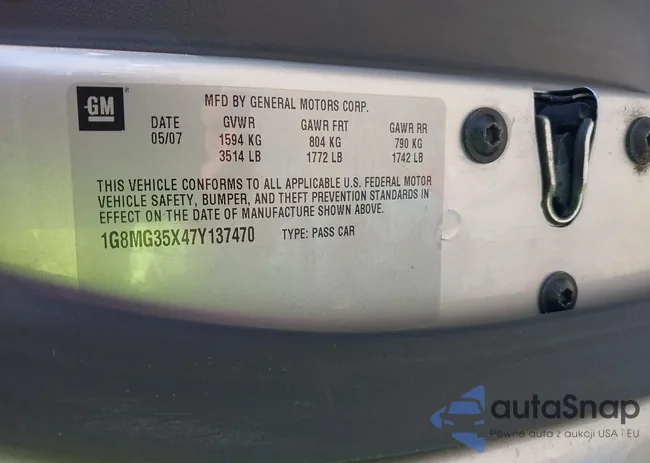 GM
MFD BY GENERAL MOTORS CORP.
DATE GVWR GAWR FRT GAWR RR
05/07 1594 KG 804 KG 790 KG
3514 LB 1772 LB 1742 LB
THIS VEHICLE CONFORMS TO ALL APPLICABLE U.S. FEDERAL MOTOR
VEHICLE SAFETY, BUMPER, AND THEFT PREVENTION STANDARDS IN
EFFECT ON THE DATE OF MANUFACTURE SHOWN ABOVE.
1G8MG35X47Y137470 TYPE: PASS CAR
autaSnap
Pewne auta z aukcji USA i EU